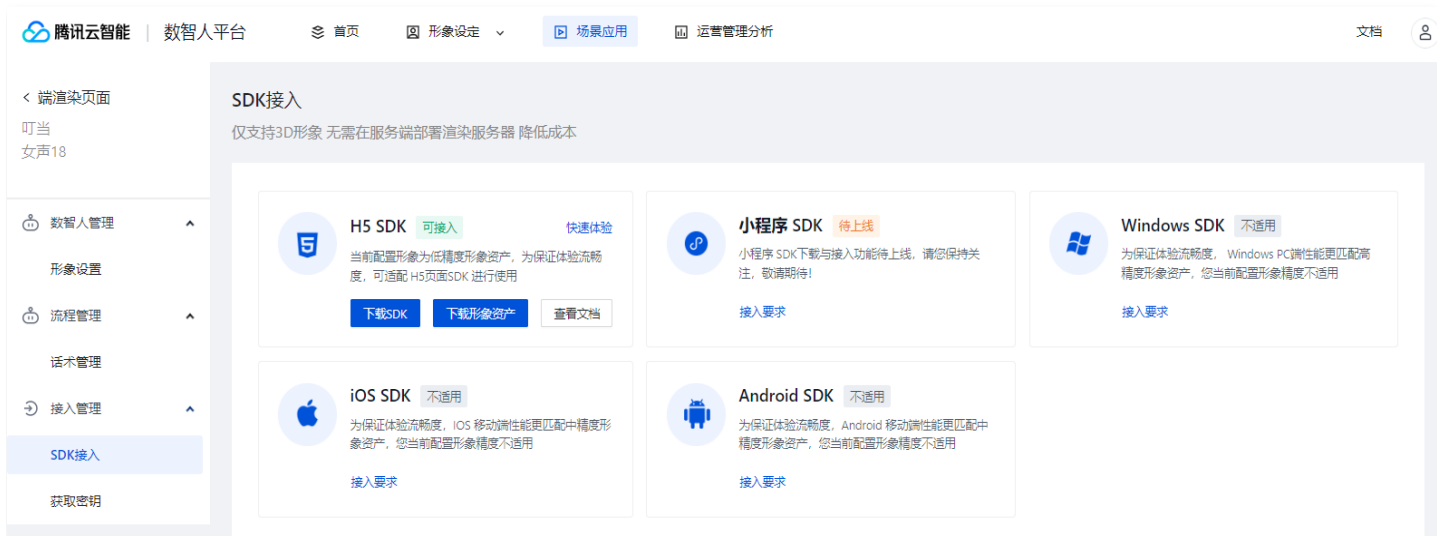 腾讯云智能 | 数智人平台 首页 形象设定 场景应用 运营管理分析 文档
端渲染页面
叮当
女声18
数智人管理
形象设置
流程管理
话术管理
接入管理
SDK接入
获取密钥
SDK接入
仅支持3D形象 无需在服务端部署渲染服务器 降低成本
H5 SDK 可接入 快速体验
当前配置形象为低精度形象资产，为保证体验流畅
度，可适配 H5页面SDK 进行使用
下载SDK 下载形象资产 查看文档
小程序 SDK 待上线
小程序 SDK下载与接入功能待上线，请您保持关
注，敬请期待!
接入要求
Windows SDK 不适用
为保证体验流畅度， Windows PC端性能更匹配高
精度形象资产，您当前配置形象精度不适用
接入要求
iOS SDK 不适用
为保证体验流畅度，IOS 移动端性能更匹配中精度形
象资产，您当前配置形象精度不适用
接入要求
Android SDK 不适用
为保证体验流畅度，Android 移动端性能更匹配中
精度形象资产，您当前配置形象精度不适用
接入要求